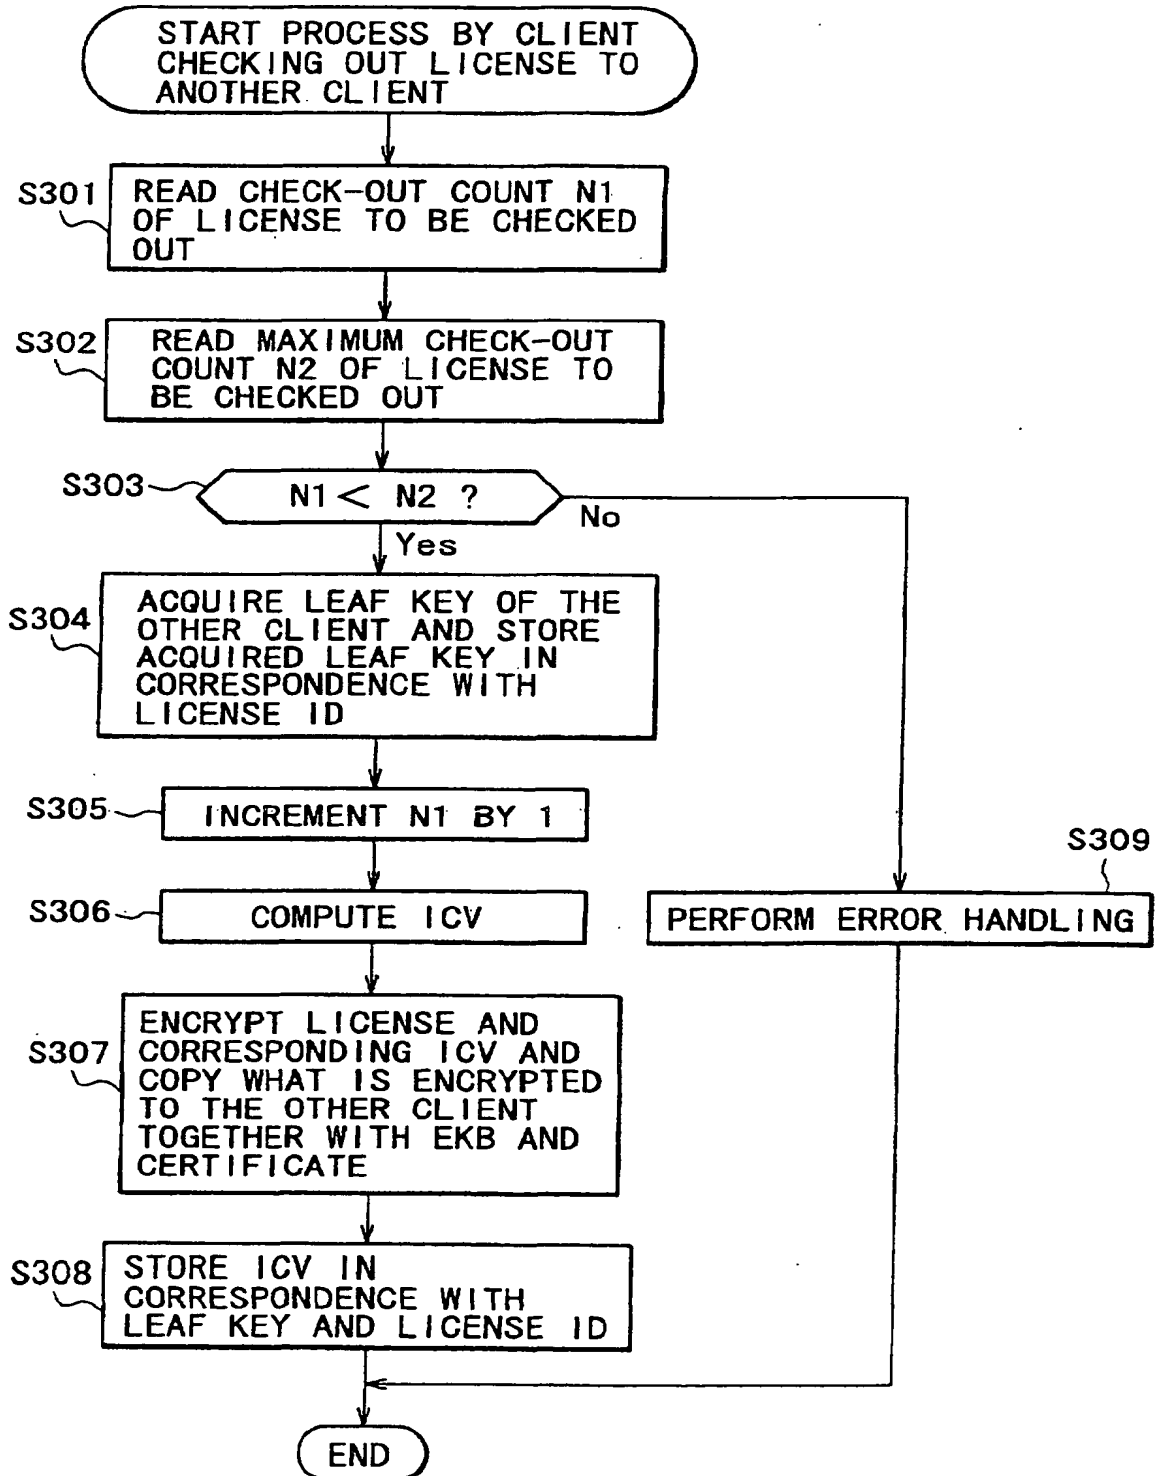 START PROCESS BY CLIENT
CHECKING OUT LICENSE TO
ANOTHER CLIENT
S301
READ CHECK-OUT COUNT N1
OF LICENSE TO BE CHECKED
OUT
S302
READ MAXIMUM CHECK-OUT
COUNT N2 OF LICENSE TO
BE CHECKED OUT
S303
N1 < N2 ?
No
Yes
S304
ACQUIRE LEAF KEY OF THE
OTHER CLIENT AND STORE
ACQUIRED LEAF KEY IN
CORRESPONDENCE WITH
LICENSE ID
S305
INCREMENT N1 BY 1
S306
COMPUTE ICV
S309
PERFORM ERROR HANDLING
S307
ENCRYPT LICENSE AND
CORRESPONDING ICV AND
COPY WHAT IS ENCRYPTED
TO THE OTHER CLIENT
TOGETHER WITH EKB AND
CERTIFICATE
S308
STORE ICV IN
CORRESPONDENCE WITH
LEAF KEY AND LICENSE ID
END